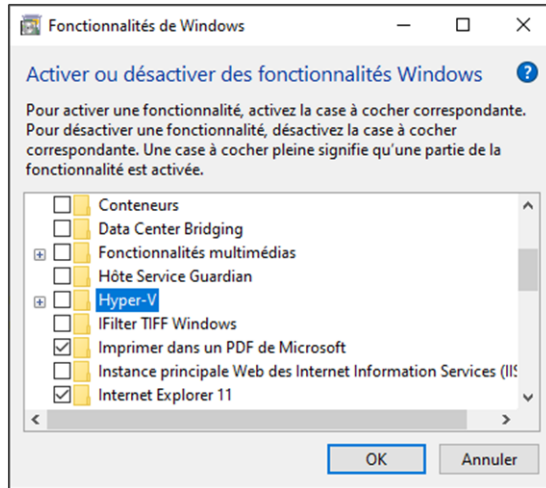 Fonctionnalités de Windows
Activer ou désactiver des fonctionnalités Windows
Pour activer une fonctionnalité, activez la case à cocher correspondante.
Pour désactiver une fonctionnalité, désactivez la case à cocher
correspondante. Une case à cocher pleine signifie qu'une partie de la
fonctionnalité est activée.
Conteneurs
Data Center Bridging
Fonctionnalités multimédias
Hôte Service Guardian
Hyper-V
IFilter TIFF Windows
Imprimer dans un PDF de Microsoft
Instance principale Web des Internet Information Services (IIS
Internet Explorer 11
OK
Annuler